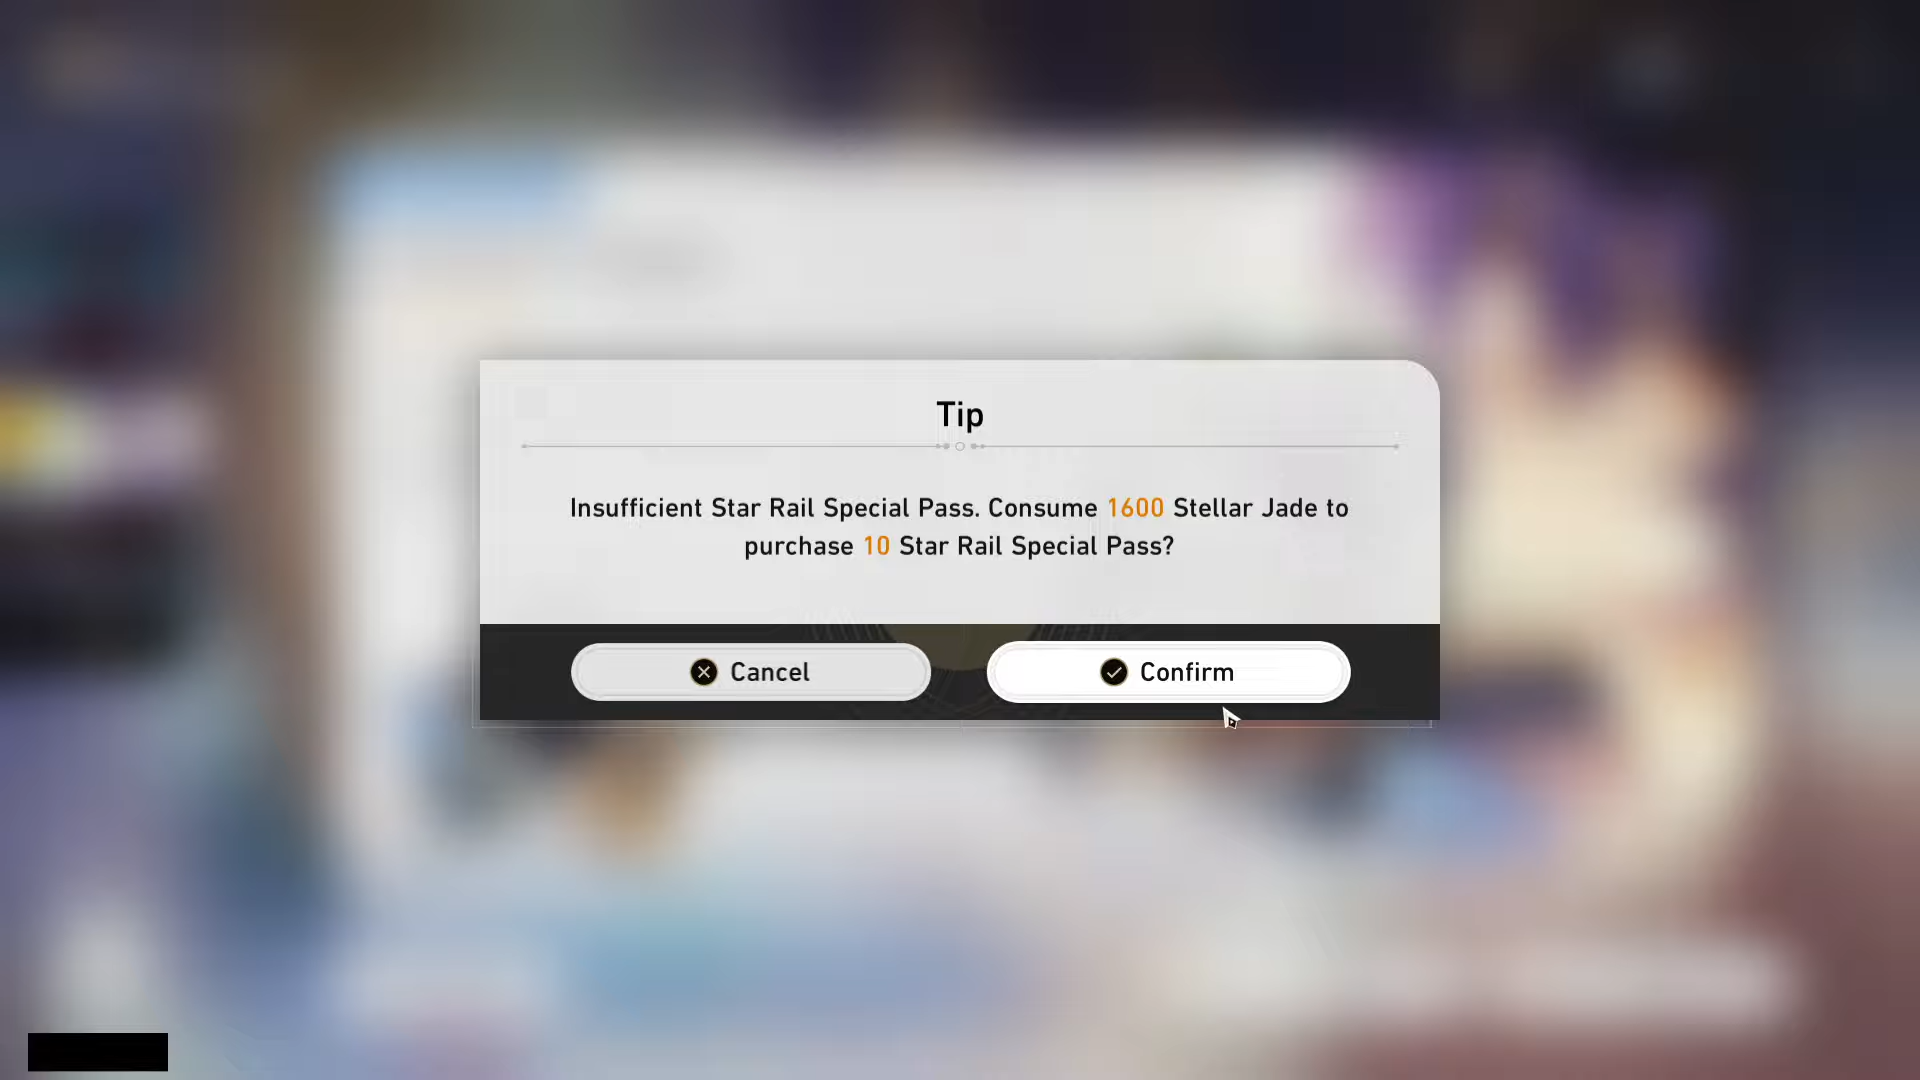 Tip
Insufficient Star Rail Special Pass. Consume 1600 Stellar Jade to
purchase 10 Star Rail Special Pass?
Cancel
Confirm